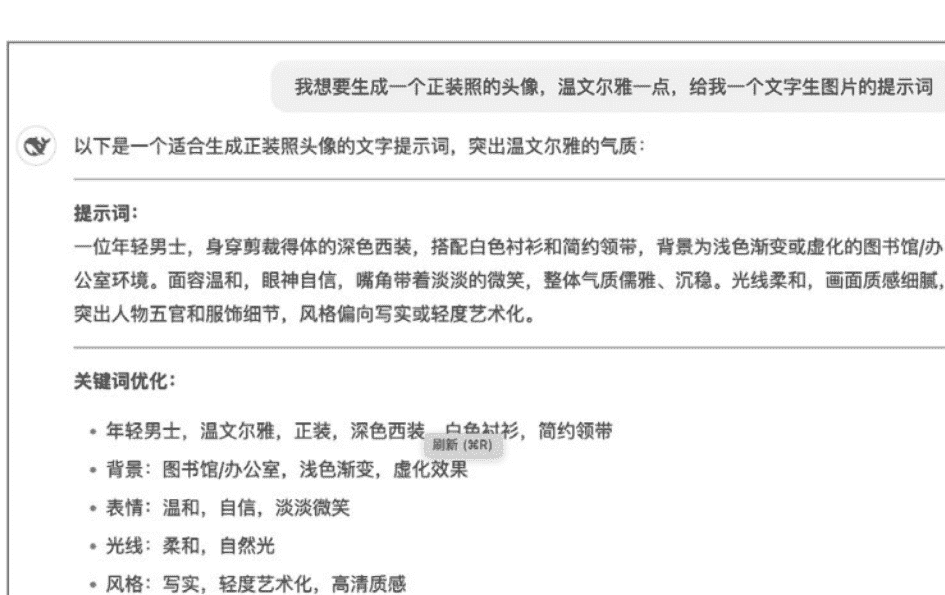 我想要生成一个正装照的头像，温文尔雅一点，给我一个文字生图片的提示词
以下是一个适合生成正装照头像的文字提示词，突出温文尔雅的气质：
提示词：
一位年轻男士，身穿剪裁得体的深色西装，搭配白色衬衫和简约领带，背景为浅色渐变或虚化的图书馆/办
公室环境。面容温和，眼神自信，嘴角带着淡淡的微笑，整体气质儒雅、沉稳。光线柔和，画面质感细腻，
突出人物五官和服饰细节，风格偏向写实或轻度艺术化。
关键词优化：
• 年轻男士，温文尔雅，正装，深色西装，白色衬衫，简约领带
刷新 (⌘R)
• 背景：图书馆/办公室，浅色渐变，虚化效果
• 表情：温和，自信，淡淡微笑
• 光线：柔和，自然光
• 风格：写实，轻度艺术化，高清质感